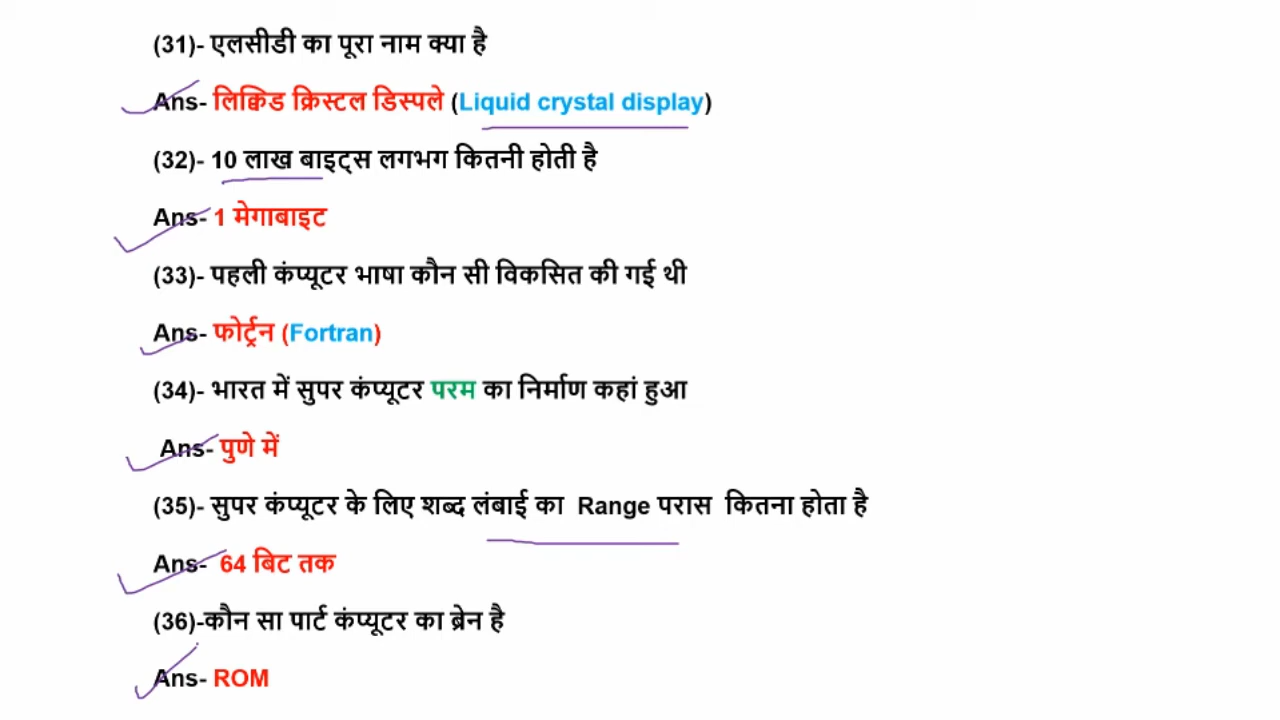 (31)- एलसीडी का पूरा नाम क्या है
Ans- लिक्विड क्रिस्टल डिस्पले (Liquid crystal display)
(32)- 10 लाख बाइट्स लगभग कितनी होती है
Ans- 1 मेगाबाइट
(33)- पहली कंप्यूटर भाषा कौन सी विकसित की गई थी
Ans- फोर्ट्रन (Fortran)
(34)- भारत में सुपर कंप्यूटर परम का निर्माण कहां हुआ
Ans- पुणे में
(35)- सुपर कंप्यूटर के लिए शब्द लंबाई का Range परास कितना होता है
Ans- 64 बिट तक
(36)-कौन सा पार्ट कंप्यूटर का ब्रेन है
Ans- ROM